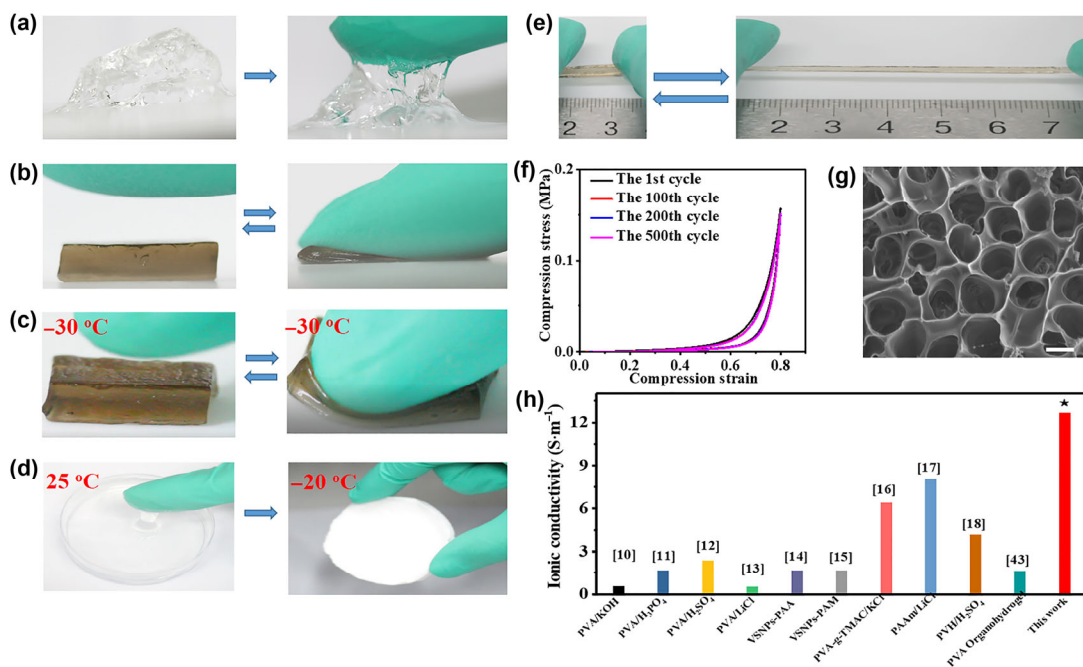 (a)
(e)
2 3
2 3 4 5 6 7
(b)
(f)
Compression stress (MPa)
0.2
0.1
0.0
The 1st cycle
The 100th cycle
The 200th cycle
The 500th cycle
0.0 0.2 0.4 0.6 0.8
Compression strain
(g)
(c)
–30 °C
–30 °C
(d)
25 °C
–20 °C
(h)
Ionic conductivity (S·m⁻¹)
12
9
6
3
0
[10]
[11]
[12]
[13]
[14]
[15]
[16]
[17]
[18]
[43]
★
PVA/KOH
PVA/H₃PO₄
PVA/H₂SO₄
PVA/LiCl
VSNPs-PAA
VSNPs-PAM
PVA-g-TMAC/KCl
PAAm/LiCl
PVH/H₂SO₄
PVA Organohydrogel
This work